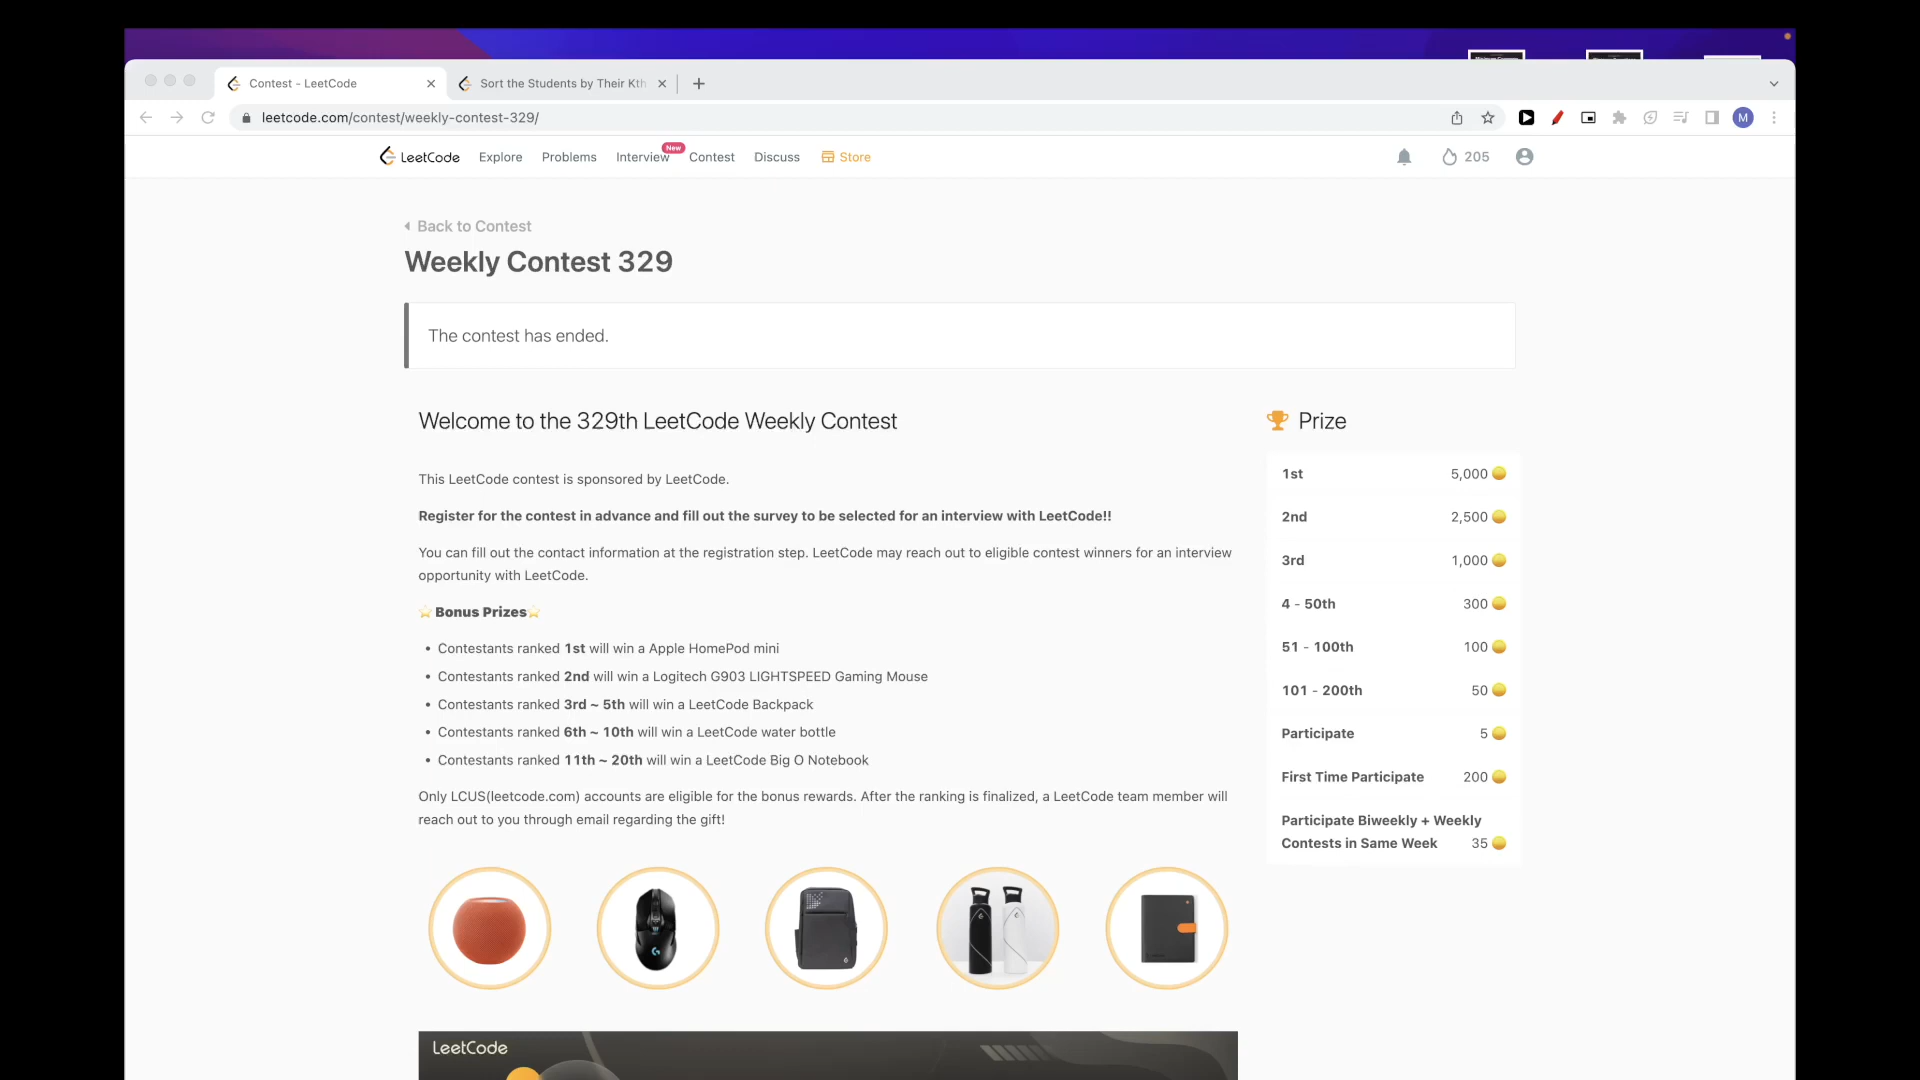 Contest - LeetCode
Sort the Students by Their Kth
leetcode.com/contest/weekly-contest-329/
M
LeetCode Explore Problems Interview New Contest Discuss Store
205
Back to Contest
Weekly Contest 329
The contest has ended.
Welcome to the 329th LeetCode Weekly Contest
This LeetCode contest is sponsored by LeetCode.
Register for the contest in advance and fill out the survey to be selected for an interview with LeetCode!!
You can fill out the contact information at the registration step. LeetCode may reach out to eligible contest winners for an interview
opportunity with LeetCode.
Bonus Prizes
• Contestants ranked 1st will win a Apple HomePod mini
• Contestants ranked 2nd will win a Logitech G903 LIGHTSPEED Gaming Mouse
• Contestants ranked 3rd ~ 5th will win a LeetCode Backpack
• Contestants ranked 6th ~ 10th will win a LeetCode water bottle
• Contestants ranked 11th ~ 20th will win a LeetCode Big O Notebook
Only LCUS(leetcode.com) accounts are eligible for the bonus rewards. After the ranking is finalized, a LeetCode team member will
reach out to you through email regarding the gift!
LeetCode
Prize
1st 5,000
2nd 2,500
3rd 1,000
4 - 50th 300
51 - 100th 100
101 - 200th 50
Participate 5
First Time Participate 200
Participate Biweekly + Weekly
Contests in Same Week 35